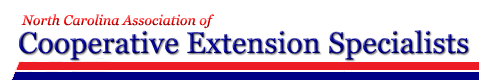 North Carolina Association of
Cooperative Extension Specialists